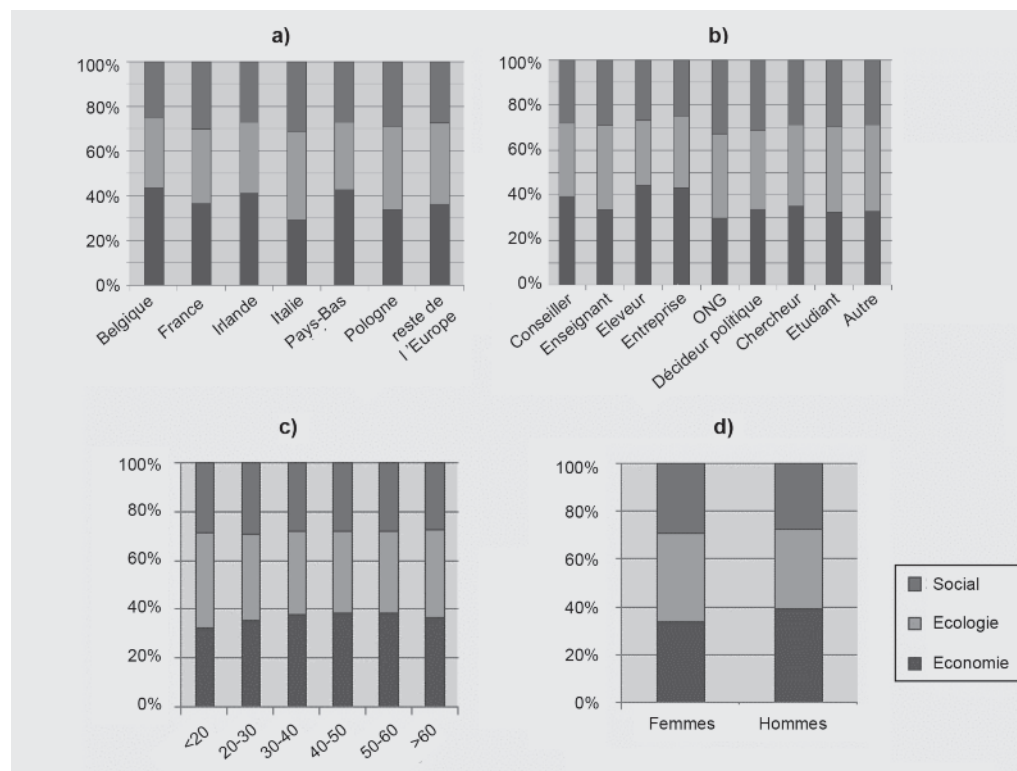 a)
100%
80%
60%
40%
20%
0%
Belgique
France
Irlande
Italie
Pays-Bas
Pologne
reste de
l 'Europe
b)
100%
80%
60%
40%
20%
0%
Conseiller
Enseignant
Eleveur
Entreprise
ONG
Décideur politique
Chercheur
Etudiant
Autre
c)
100%
80%
60%
40%
20%
0%
<20
20-30
30-40
40-50
50-60
>60
d)
100%
80%
60%
40%
20%
0%
Femmes
Hommes
Social
Ecologie
Economie